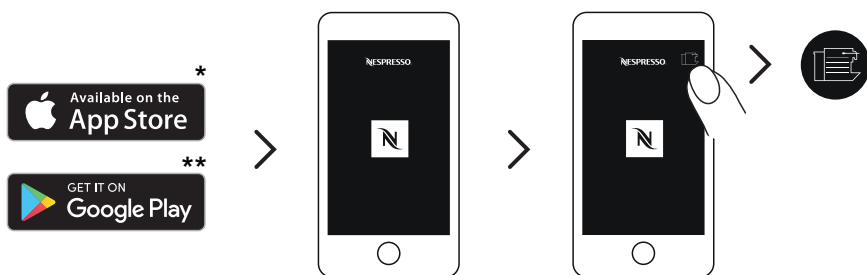 *
Available on the
App Store
**
GET IT ON
Google Play
NESPRESSO.
N
NESPRESSO.
N